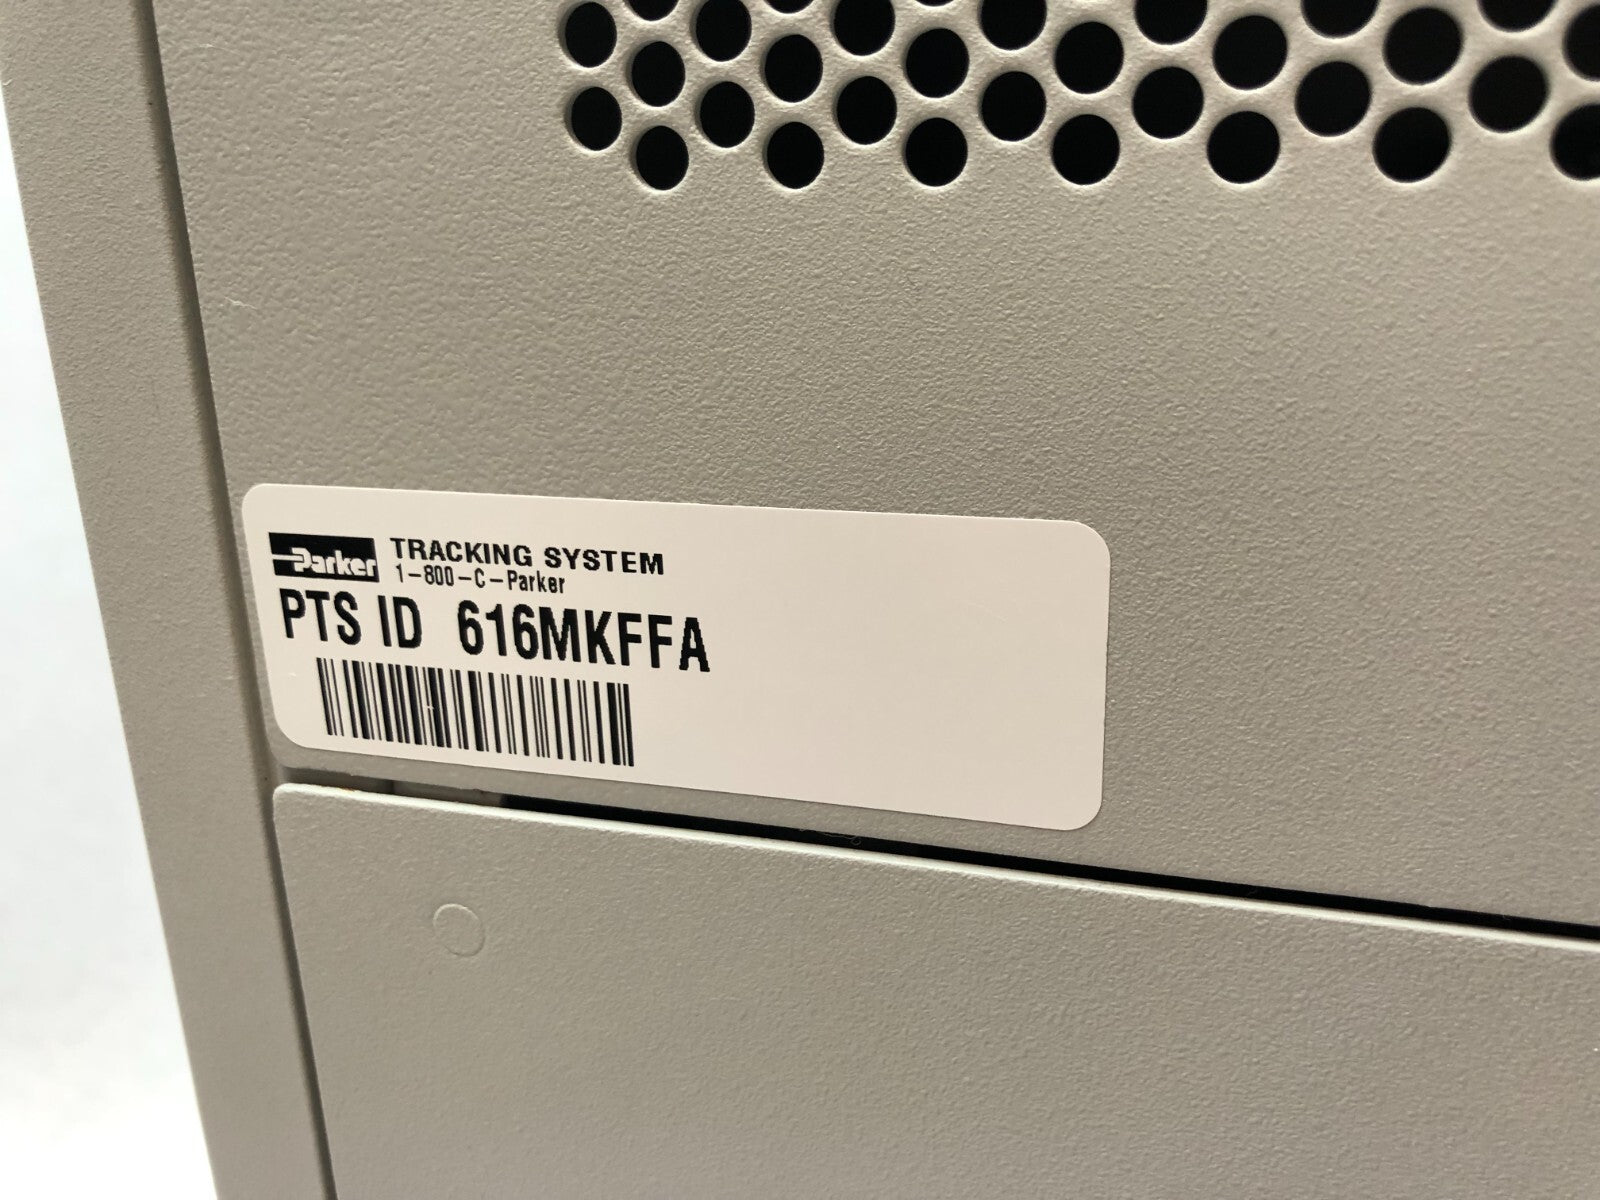 Parker TRACKING SYSTEM
1-800-C-Parker
PTS ID 616MKFFA